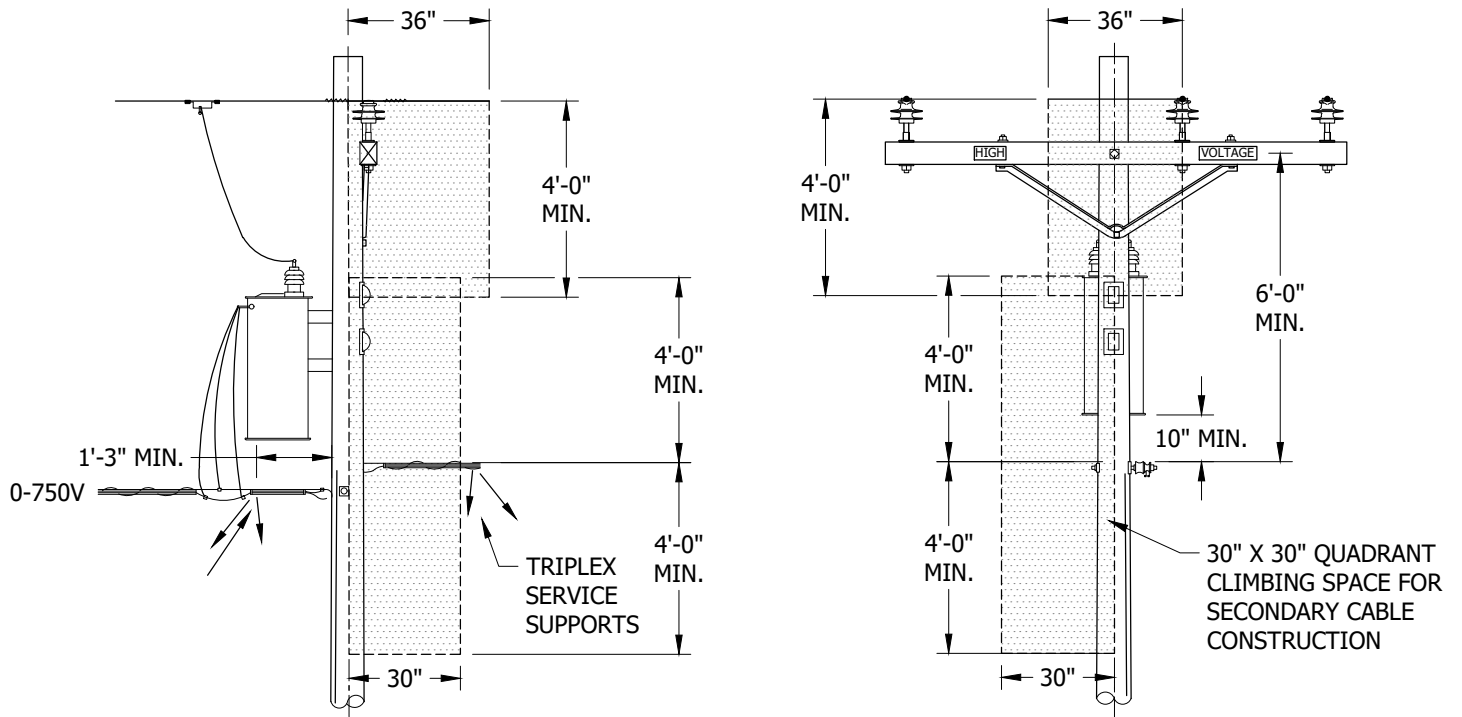 36"
4'-0"
MIN.
4'-0"
MIN.
1'-3" MIN.
0-750V
4'-0"
MIN.
TRIPLEX
SERVICE
SUPPORTS
30"
36"
HIGH
VOLTAGE
4'-0"
MIN.
6'-0"
MIN.
4'-0"
MIN.
10" MIN.
4'-0"
MIN.
30" X 30" QUADRANT
CLIMBING SPACE FOR
SECONDARY CABLE
CONSTRUCTION
30"